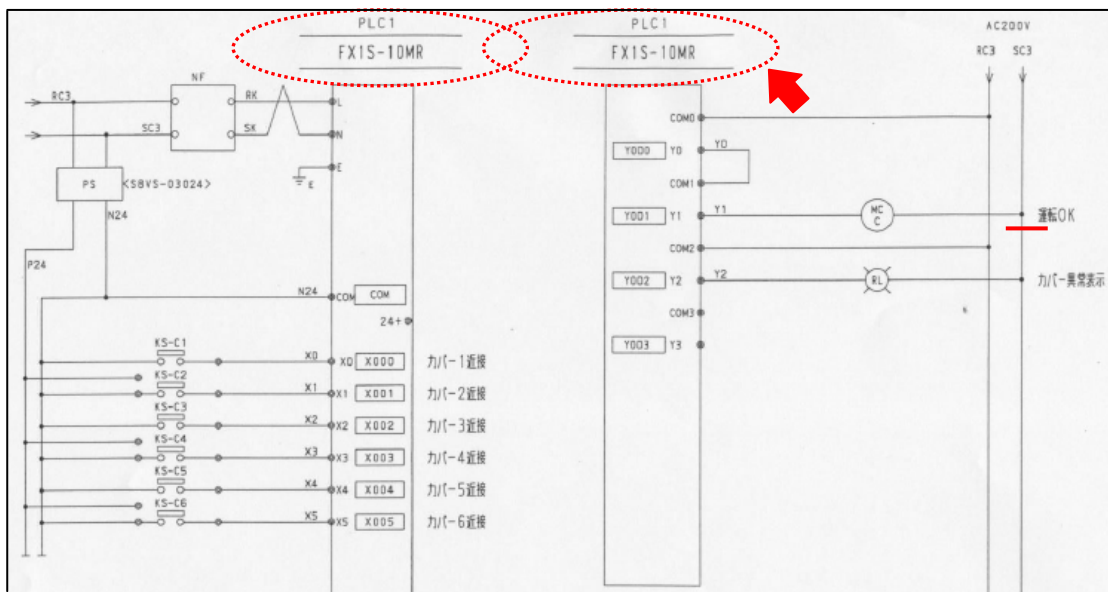 PLC1
FX1S-10MR
NF
RC3
RK
L
SC3
SK
N
E
E
PS
<S8VS-03024>
N24
P24
N24
COM
COM
24+
KS-C1
X0
X0
X000
カバー1近接
KS-C2
X1
X1
X001
カバー2近接
KS-C3
X2
X2
X002
カバー3近接
KS-C4
X3
X3
X003
カバー4近接
KS-C5
X4
X4
X004
カバー5近接
KS-C6
X5
X5
X005
カバー6近接
PLC1
FX1S-10MR
AC200V
RC3
SC3
COM0
Y000
Y0
Y0
COM1
Y001
Y1
Y1
MC
C
運転OK
COM2
Y002
Y2
Y2
RL
カバー異常表示
COM3
Y003
Y3